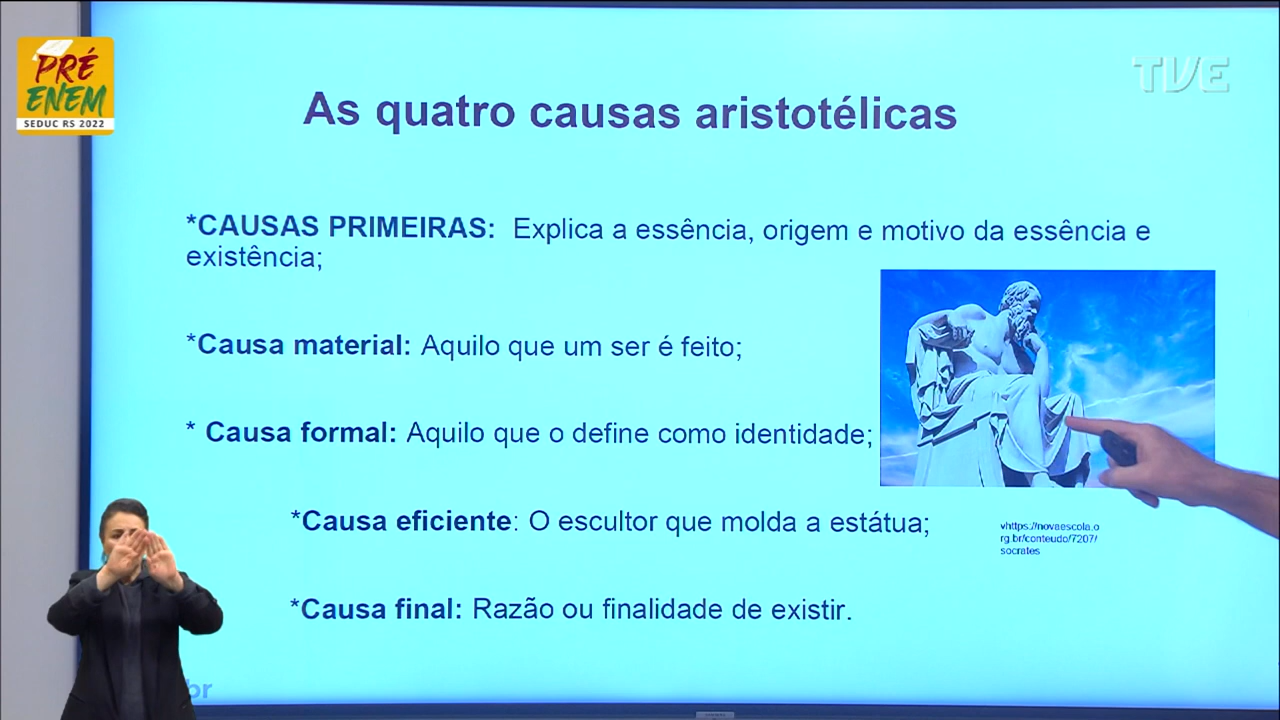 PRÉ
ENEM
SEDUC RS 2022
TVE
As quatro causas aristotélicas
*CAUSAS PRIMEIRAS: Explica a essência, origem e motivo da essência e
existência;
*Causa material: Aquilo que um ser é feito;
* Causa formal: Aquilo que o define como identidade;
*Causa eficiente: O escultor que molda a estátua;
vhttps://novaescola.o
rg.br/conteudo/7207/
socrates
*Causa final: Razão ou finalidade de existir.
br